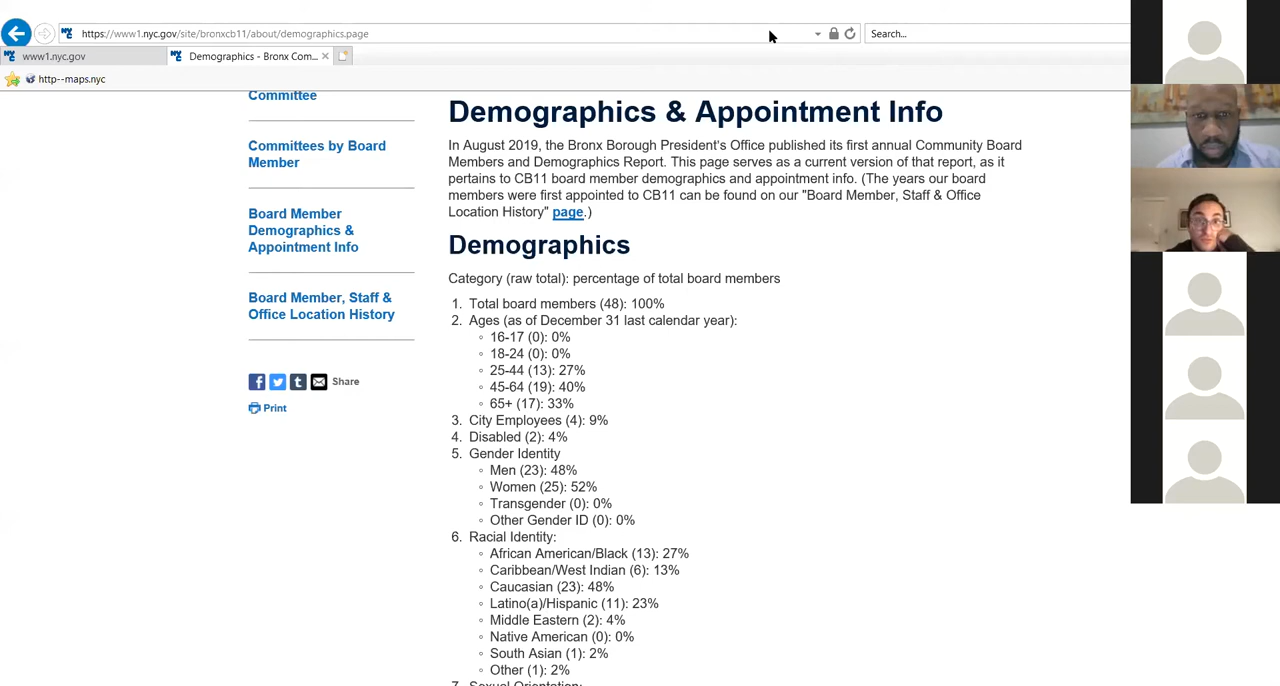 https://www1.nyc.gov/site/bronxcb11/about/demographics.page
Search...
www1.nyc.gov
Demographics - Bronx Com...
http--maps.nyc
Committee
Committees by Board
Member
Board Member
Demographics &
Appointment Info
Board Member, Staff &
Office Location History
Share
Print
Demographics & Appointment Info
In August 2019, the Bronx Borough President's Office published its first annual Community Board
Members and Demographics Report. This page serves as a current version of that report, as it
pertains to CB11 board member demographics and appointment info. (The years our board
members were first appointed to CB11 can be found on our "Board Member, Staff & Office
Location History" page.)
Demographics
Category (raw total): percentage of total board members
1. Total board members (48): 100%
2. Ages (as of December 31 last calendar year):
◦ 16-17 (0): 0%
◦ 18-24 (0): 0%
◦ 25-44 (13): 27%
◦ 45-64 (19): 40%
◦ 65+ (17): 33%
3. City Employees (4): 9%
4. Disabled (2): 4%
5. Gender Identity
◦ Men (23): 48%
◦ Women (25): 52%
◦ Transgender (0): 0%
◦ Other Gender ID (0): 0%
6. Racial Identity:
◦ African American/Black (13): 27%
◦ Caribbean/West Indian (6): 13%
◦ Caucasian (23): 48%
◦ Latino(a)/Hispanic (11): 23%
◦ Middle Eastern (2): 4%
◦ Native American (0): 0%
◦ South Asian (1): 2%
◦ Other (1): 2%
7. Sexual Orientation: